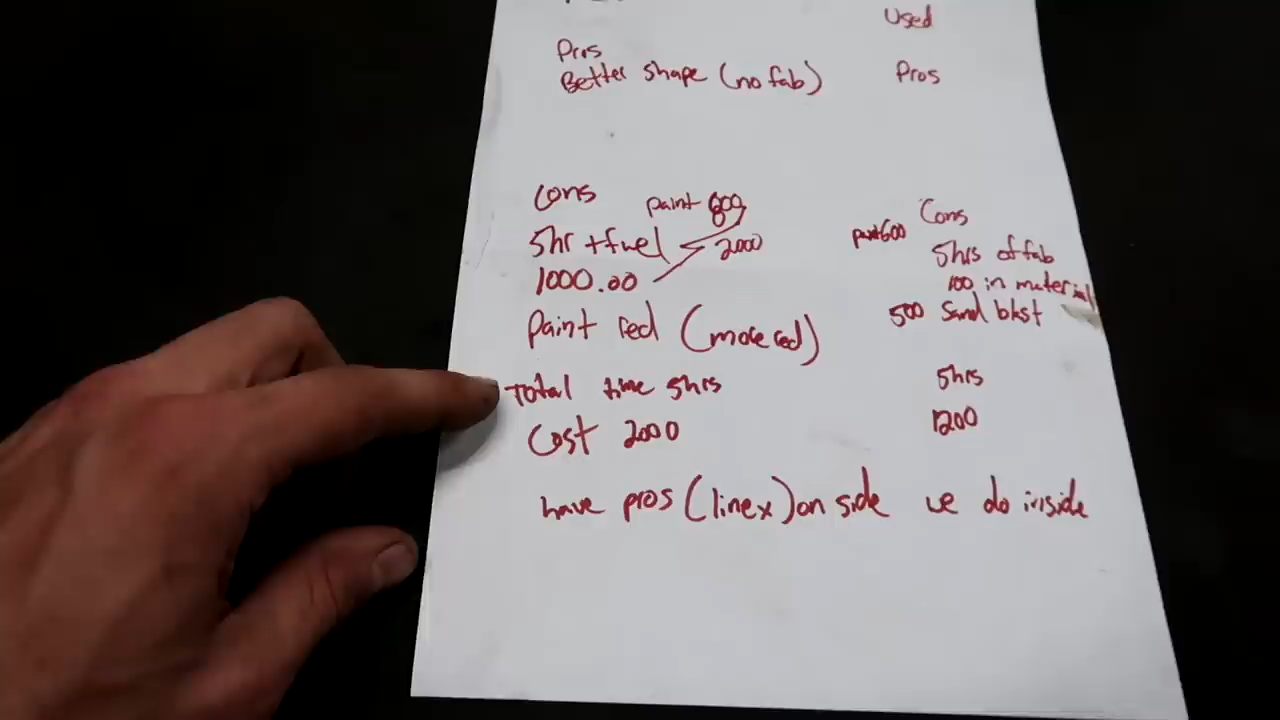 Used
Pros
Better shape (no fab)
Pros
Cons
paint 800
5hr + fuel
2000
1000.00
Paint red (more red)
Total time 5hrs
Cost 2000
Cons
paint 600
5hrs of fab
100 in material
500 Sand blast
5hrs
1200
have pros (linex) on side we do inside